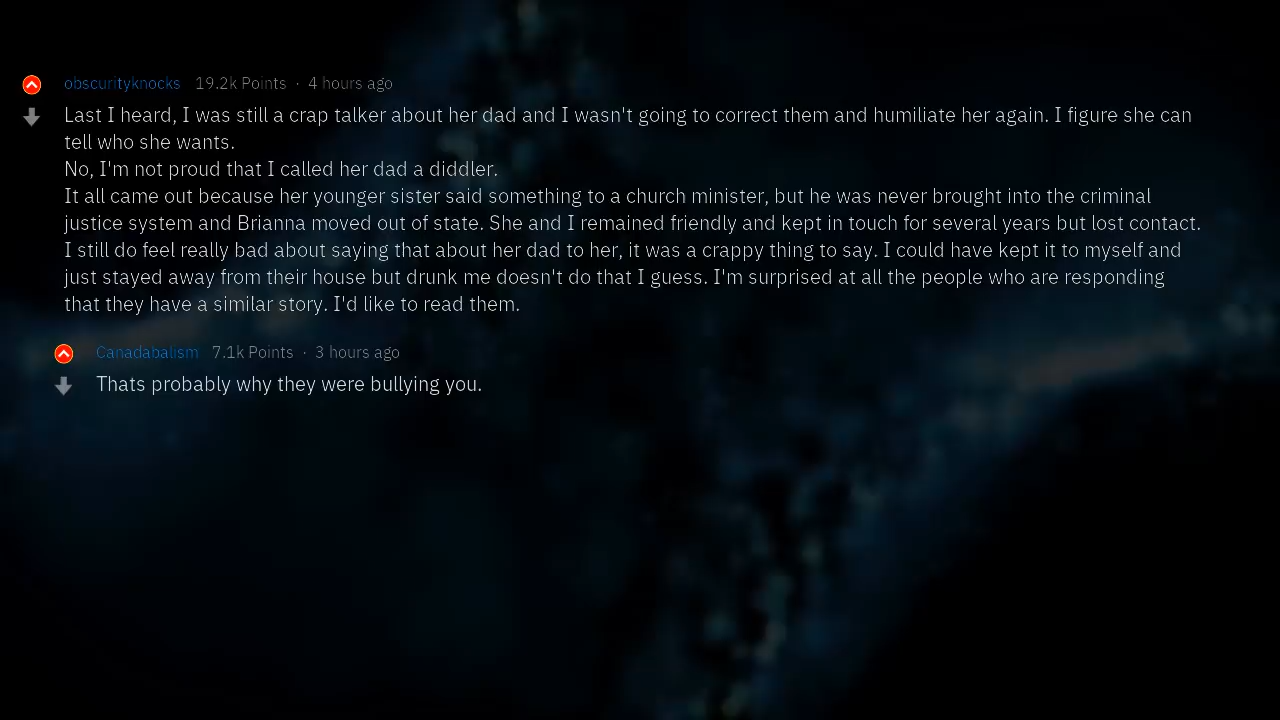 obscurityknocks 19.2k Points · 4 hours ago
Last I heard, I was still a crap talker about her dad and I wasn't going to correct them and humiliate her again. I figure she can
tell who she wants.
No, I'm not proud that I called her dad a diddler.
It all came out because her younger sister said something to a church minister, but he was never brought into the criminal
justice system and Brianna moved out of state. She and I remained friendly and kept in touch for several years but lost contact.
I still do feel really bad about saying that about her dad to her, it was a crappy thing to say. I could have kept it to myself and
just stayed away from their house but drunk me doesn't do that I guess. I'm surprised at all the people who are responding
that they have a similar story. I'd like to read them.
Canadabalism 7.1k Points · 3 hours ago
Thats probably why they were bullying you.